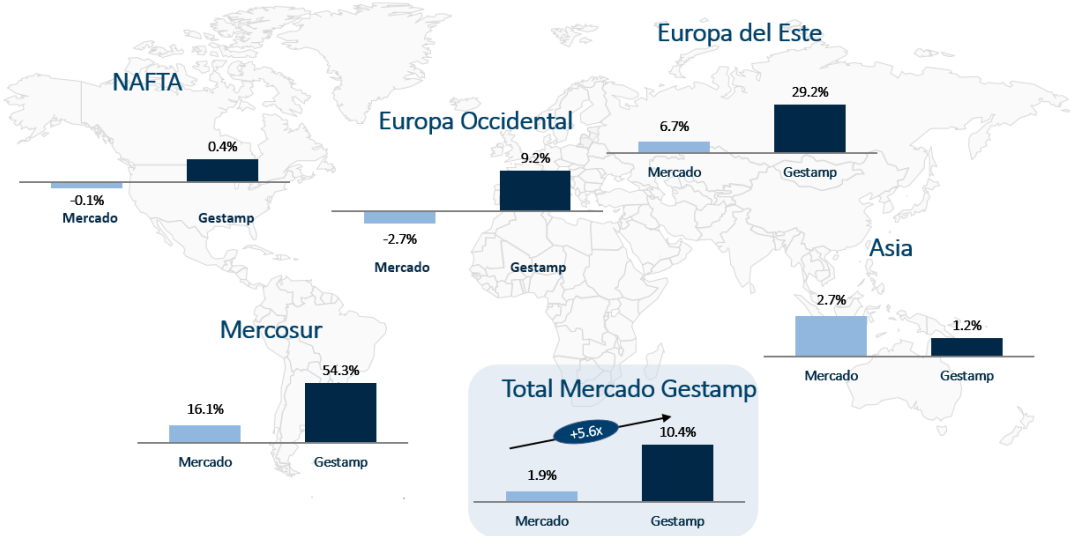 Europa del Este
29.2%
6.7%
Mercado
Gestamp
NAFTA
0.4%
-0.1%
Mercado
Gestamp
Europa Occidental
9.2%
-2.7%
Mercado
Gestamp
Asia
2.7%
1.2%
Mercado
Gestamp
Mercosur
54.3%
16.1%
Mercado
Gestamp
Total Mercado Gestamp
+5.6x
10.4%
1.9%
Mercado
Gestamp